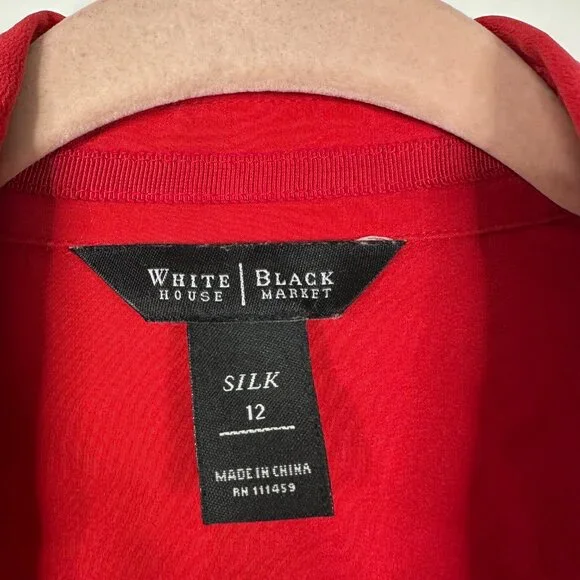 WHITE | BLACK
HOUSE MARKET
SILK
12
MADE IN CHINA
RN 111459